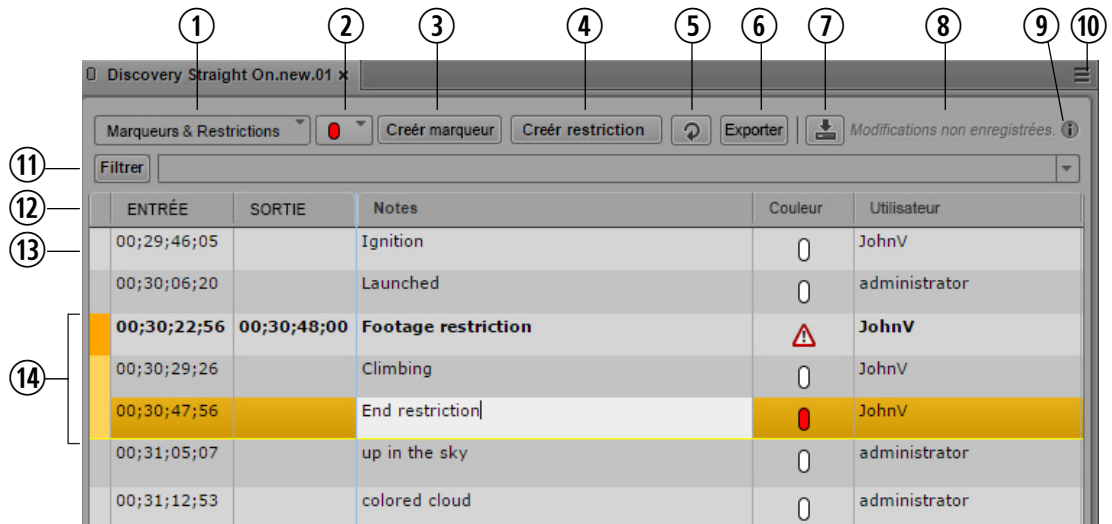 1 2 3 4 5 6 7 8 9 10
Discovery Straight On.new.01 x
Marqueurs & Restrictions Creér marqueur Creér restriction Exporter Modifications non enregistrées.
11 Filtrer
12 ENTRÉE SORTIE Notes Couleur Utilisateur
13 00;29;46;05 Ignition JohnV
00;30;06;20 Launched administrator
00;30;22;56 00;30;48;00 Footage restriction JohnV
14 00;30;29;26 Climbing JohnV
00;30;47;56 End restriction JohnV
00;31;05;07 up in the sky administrator
00;31;12;53 colored cloud administrator